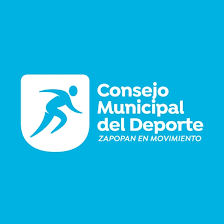 Consejo
Municipal
del Deporte
ZAPOPAN EN MOVIMIENTO